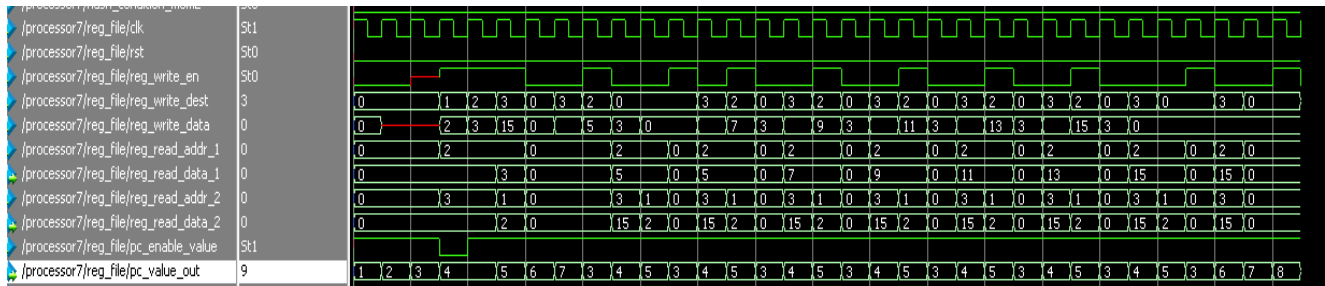 /processor7/reg_file/clk St1
/processor7/reg_file/rst St0
/processor7/reg_file/reg_write_en St0
/processor7/reg_file/reg_write_dest 3 0 1 2 3 0 3 2 0 3 2 0 3 2 0 3 2 0 3 2 0 3 2 0 3 0 3 0
/processor7/reg_file/reg_write_data 0 0 2 3 15 0 5 3 0 7 3 9 3 11 3 13 3 15 3 0
/processor7/reg_file/reg_read_addr_1 0 0 2 0 2 0 2 0 2 0 2 0 2 0 2 0 2 0 2 0
/processor7/reg_file/reg_read_data_1 0 0 3 0 5 0 5 0 7 0 9 0 11 0 13 0 15 0 15 0
/processor7/reg_file/reg_read_addr_2 0 0 3 1 0 3 1 0 3 1 0 3 1 0 3 1 0 3 1 0 3 1 0 3 1 0 3 0
/processor7/reg_file/reg_read_data_2 0 0 2 0 15 2 0 15 2 0 15 2 0 15 2 0 15 2 0 15 2 0 15 2 0 15 0
/processor7/reg_file/pc_enable_value St1
/processor7/reg_file/pc_value_out 9 1 2 3 4 5 6 7 3 4 5 3 4 5 3 4 5 3 4 5 3 4 5 3 4 5 3 4 5 3 6 7 8